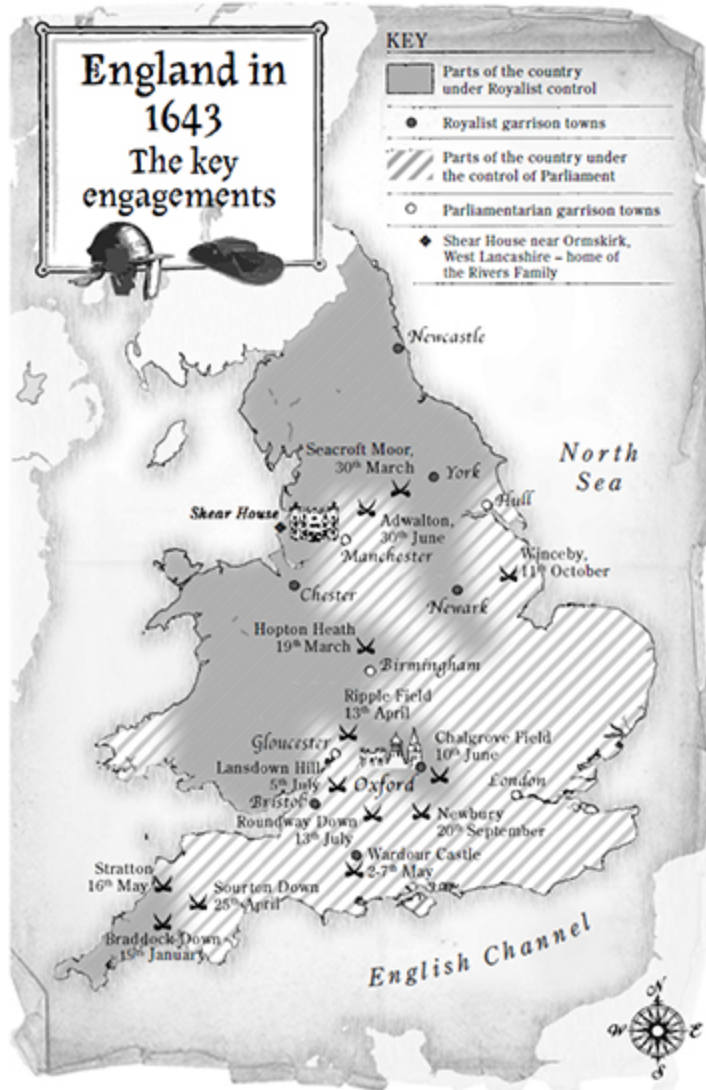 England in
1643
The key
engagements
KEY
Parts of the country
under Royalist control
Royalist garrison towns
Parts of the country under
the control of Parliament
Parliamentarian garrison towns
Shear House near Ormskirk,
West Lancashire – home of
the Rivers Family
Newcastle
North
Sea
Seacroft Moor,
30th March
York
Hull
Shear House
Adwalton,
30th June
Manchester
Winceby,
11th October
Chester
Newark
Hopton Heath
19th March
Birmingham
Ripple Field
13th April
Gloucester
Chalgrove Field
10th June
Lansdown Hill
5th July
Oxford
London
Bristol
Roundway Down
13th July
Newbury
20th September
Wardour Castle
2-7th May
Stratton
16th May
Sourton Down
25th April
Braddock Down
19th January
English Channel
N
W E
S